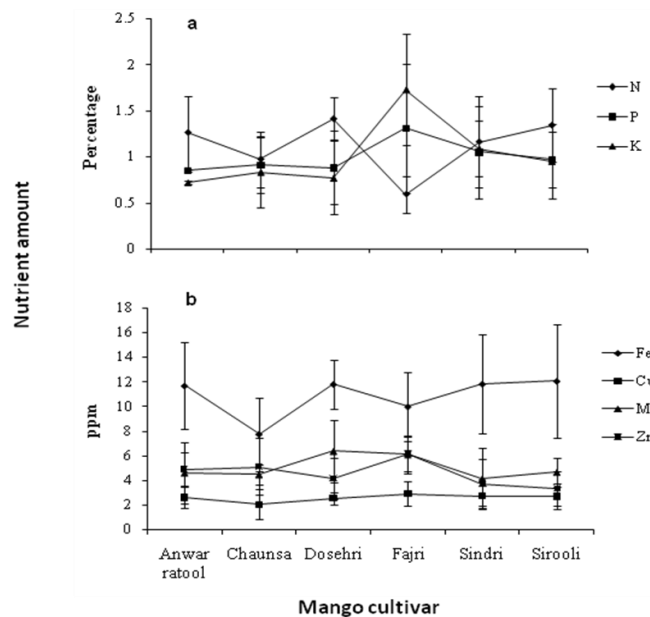 a
2.5
2
1.5
1
0.5
0
Percentage
N
P
K
Nutrient amount
b
18
16
14
12
10
8
6
4
2
0
ppm
Fe
Anwar ratool
Chaunsa
Dosehri
Fajri
Sindri
Sirooli
Mango cultivar